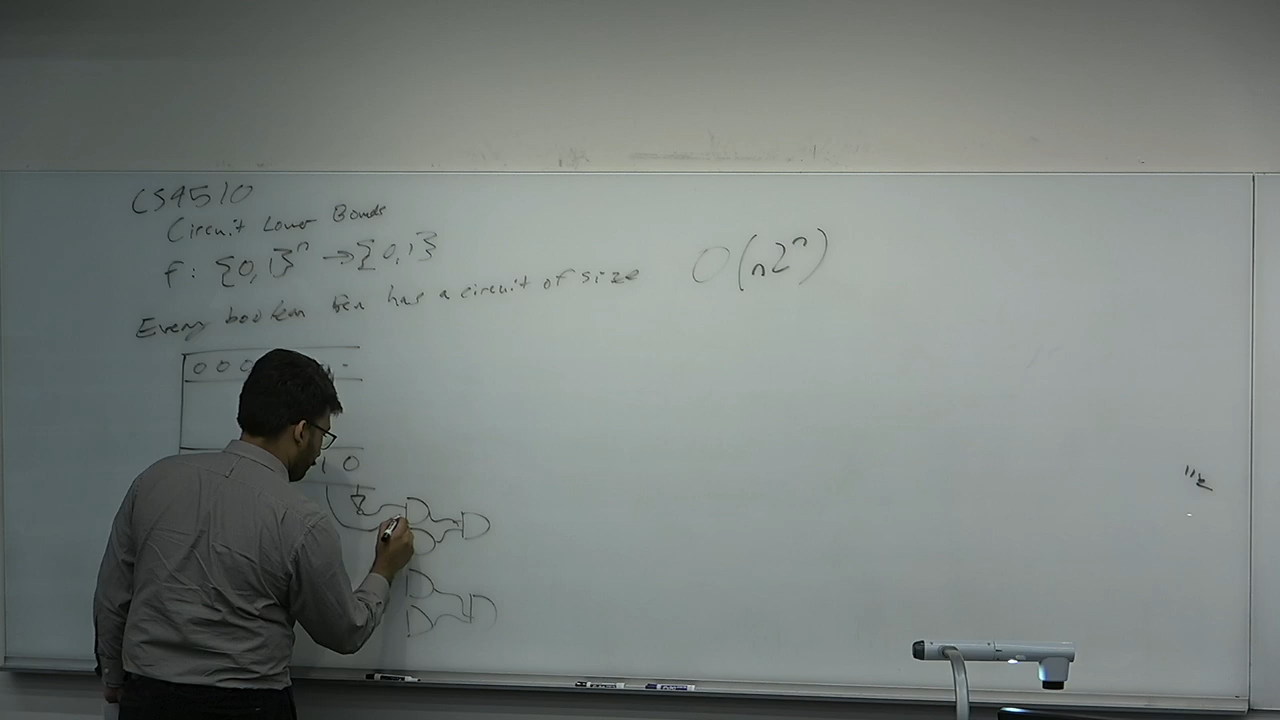 CS4510
Circuit Lower Bounds
f: {0,1}^n → {0,1}
Every boolean fcn has a circuit of size O(n2^n)
0 0 0
1 0